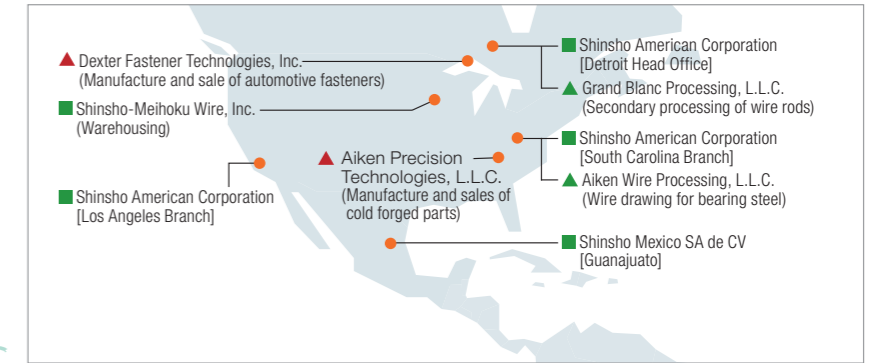 Dexter Fastener Technologies, Inc.
(Manufacture and sale of automotive fasteners)
Shinsho-Meihoku Wire, Inc.
(Warehousing)
Shinsho American Corporation
[Los Angeles Branch]
Aiken Precision
Technologies, L.L.C.
(Manufacture and sales of
cold forged parts)
Shinsho American Corporation
[Detroit Head Office]
Grand Blanc Processing, L.L.C.
(Secondary processing of wire rods)
Shinsho American Corporation
[South Carolina Branch]
Aiken Wire Processing, L.L.C.
(Wire drawing for bearing steel)
Shinsho Mexico SA de CV
[Guanajuato]